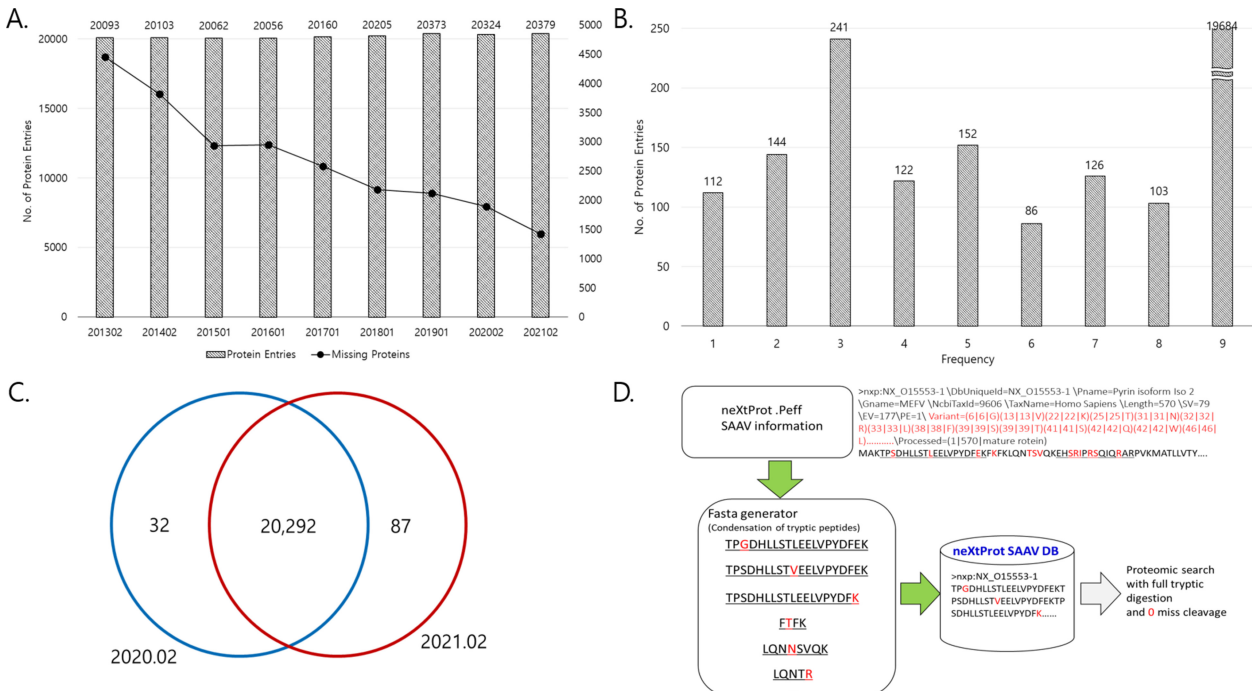 A.
20093 20103 20062 20056 20160 20205 20373 20324 20379
20000
15000
10000
5000
0
No. of Protein Entries
5000
4500
4000
3500
3000
2500
2000
1500
1000
500
0
201302 201402 201501 201601 201701 201801 201901 202002 202102
Protein Entries Missing Proteins
B.
250
200
150
100
50
0
No. of Protein Entries
112
144
241
122
152
86
126
103
19684
1 2 3 4 5 6 7 8 9
Frequency
C.
32
20,292
87
2020.02
2021.02
D.
neXtProt .Peff
SAAV information
>nxp:NX_O15553-1 \DbUniqueId=NX_O15553-1 \Pname=Pyrin isoform Iso 2
\Gname=MEFV \NcbiTaxId=9606 \TaxName=Homo Sapiens \Length=570 \SV=79
\EV=177\PE=1\ Variant=(6|6|G)(13|13|V)(22|22|K)(25|25|T)(31|31|N)(32|32|
R)(33|33|L)(38|38|F)(39|39|S)(39|39|T)(41|41|S)(42|42|Q)(42|42|W)(46|46|
L)...........\Processed=(1|570|mature rotein)
MAKTPSDHLLSTLEELVPYDFEKFKFKLQNTSVQKEHSRIPRSQIQRARPVKMATLLVTY....
Fasta generator
(Condensation of tryptic peptides)
TPGDHLLSTLEELVPYDFEK
TPSDHLLSTVEELVPYDFEK
TPSDHLLSTLEELVPYDFK
FTFK
LQNNSVQK
LQNTR
neXtProt SAAV DB
>nxp:NX_O15553-1
TPGDHLLSTLEELVPYDFEKT
PSDHLLSTVEELVPYDFEKTP
SDHLLSTLEELVPYDFK......
Proteomic search
with full tryptic
digestion
and 0 miss cleavage